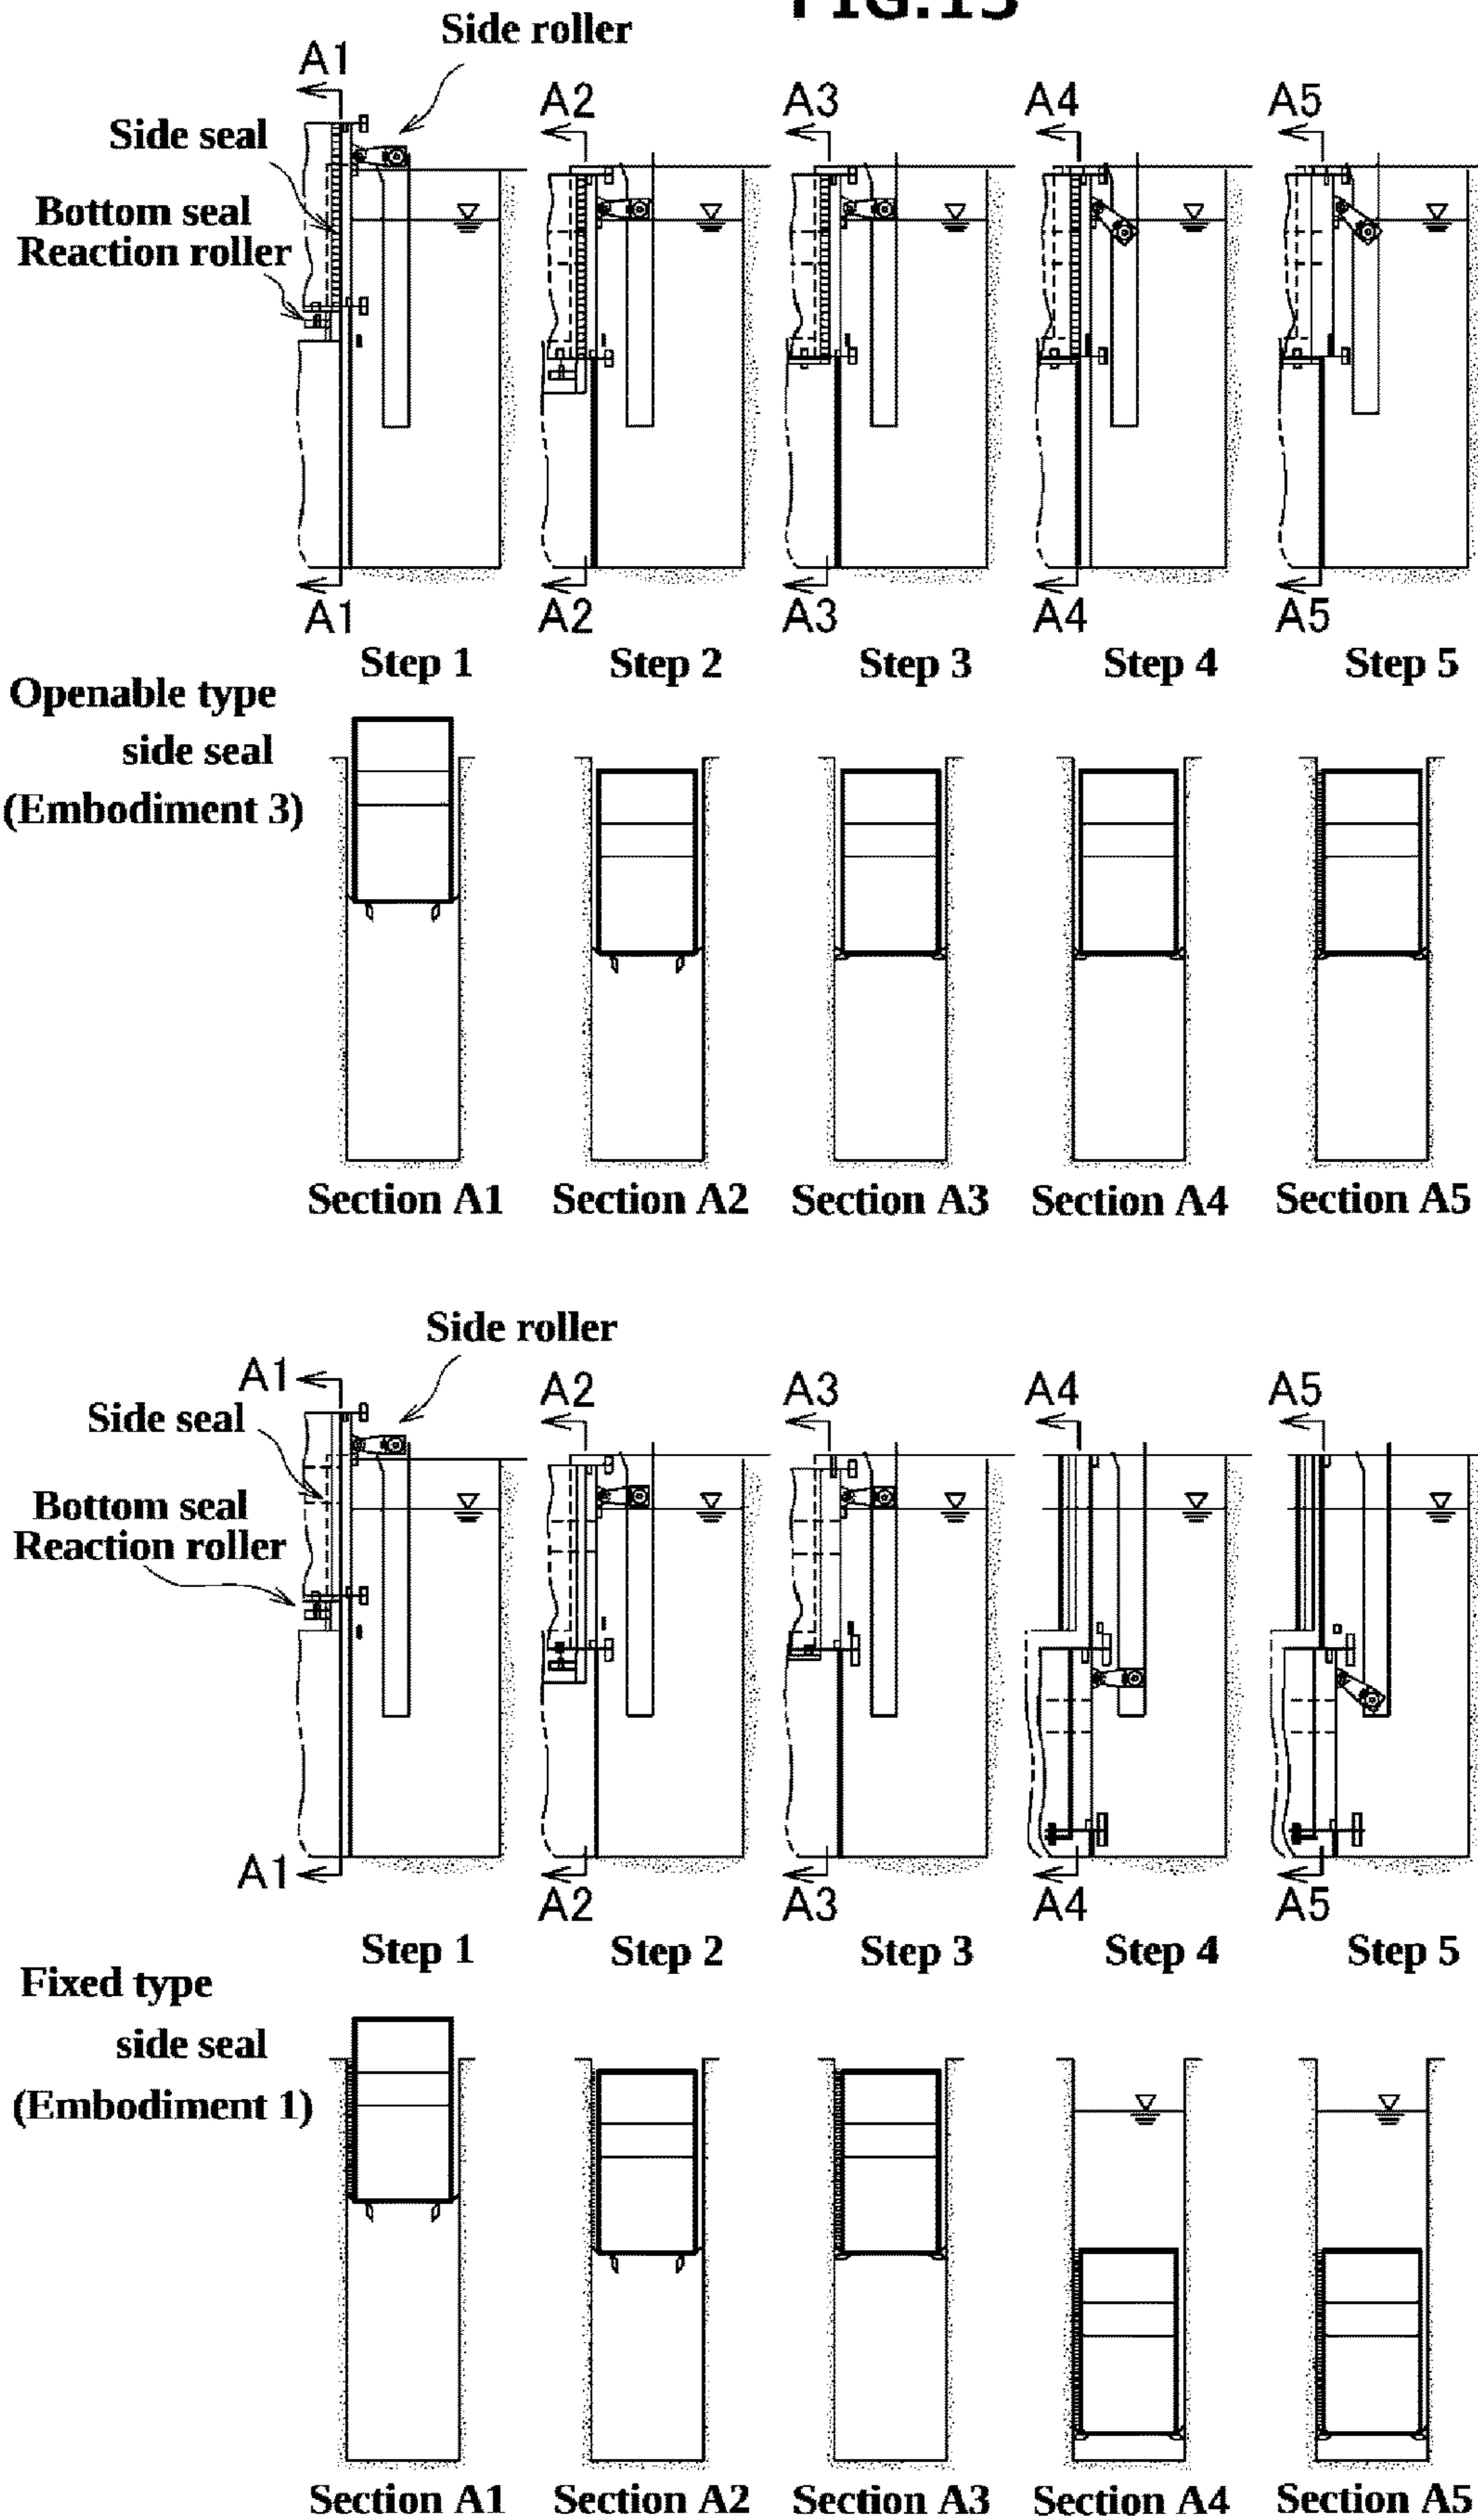 FIG.13
Side roller
A1
A2
A3
A4
A5
Side seal
Bottom seal
Reaction roller
A1
A2
A3
A4
A5
Step 1
Step 2
Step 3
Step 4
Step 5
Openable type
side seal
(Embodiment 3)
Section A1
Section A2
Section A3
Section A4
Section A5
Side roller
A1
A2
A3
A4
A5
Side seal
Bottom seal
Reaction roller
A1
A2
A3
A4
A5
Step 1
Step 2
Step 3
Step 4
Step 5
Fixed type
side seal
(Embodiment 1)
Section A1
Section A2
Section A3
Section A4
Section A5